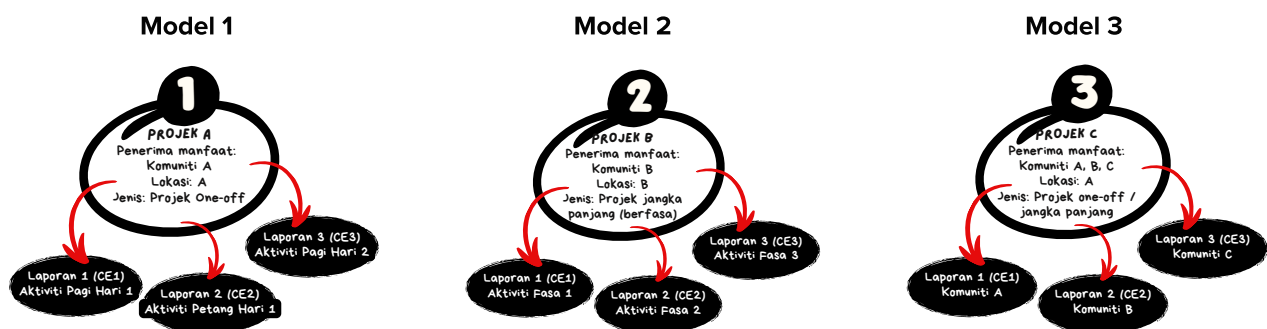 Model 1
1
PROJEK A
Penerima manfaat:
Komuniti A
Lokasi: A
Jenis: Projek One-off
Laporan 1 (CE1)
Aktiviti Pagi Hari 1
Laporan 2 (CE2)
Aktiviti Petang Hari 1
Laporan 3 (CE3)
Aktiviti Pagi Hari 2
Model 2
2
PROJEK B
Penerima manfaat:
Komuniti B
Lokasi: B
Jenis: Projek jangka
panjang (berfasa)
Laporan 1 (CE1)
Aktiviti Fasa 1
Laporan 2 (CE2)
Aktiviti Fasa 2
Laporan 3 (CE3)
Aktiviti Fasa 3
Model 3
3
PROJEK C
Penerima manfaat:
Komuniti A, B, C
Lokasi: A
Jenis: Projek one-off /
jangka panjang
Laporan 1 (CE1)
Komuniti A
Laporan 2 (CE2)
Komuniti B
Laporan 3 (CE3)
Komuniti C